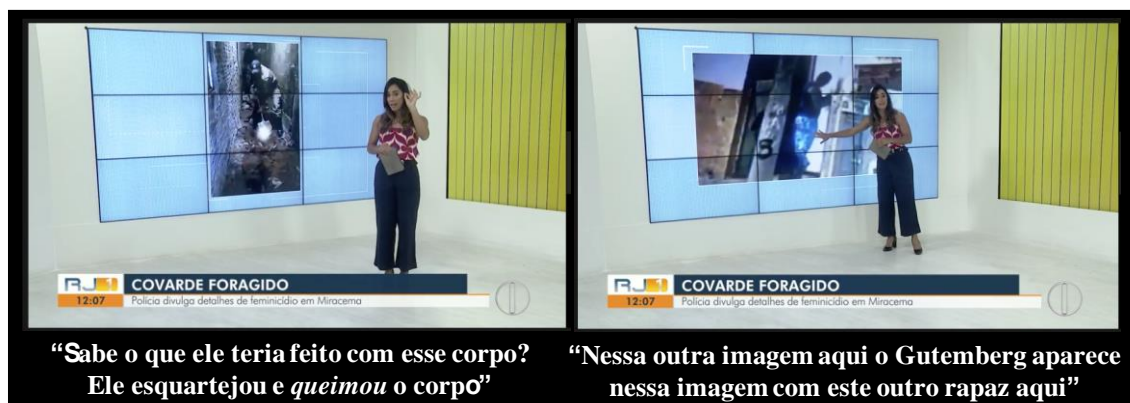 RJ1
COVARDE FORAGIDO
12:07
Polícia divulga detalhes de feminicídio em Miracema
“Sabe o que ele teria feito com esse corpo?
Ele esquartejou e queimou o corpo”
RJ1
COVARDE FORAGIDO
12:07
Polícia divulga detalhes de feminicídio em Miracema
“Nessa outra imagem aqui o Gutemberg aparece
nessa imagem com este outro rapaz aqui”